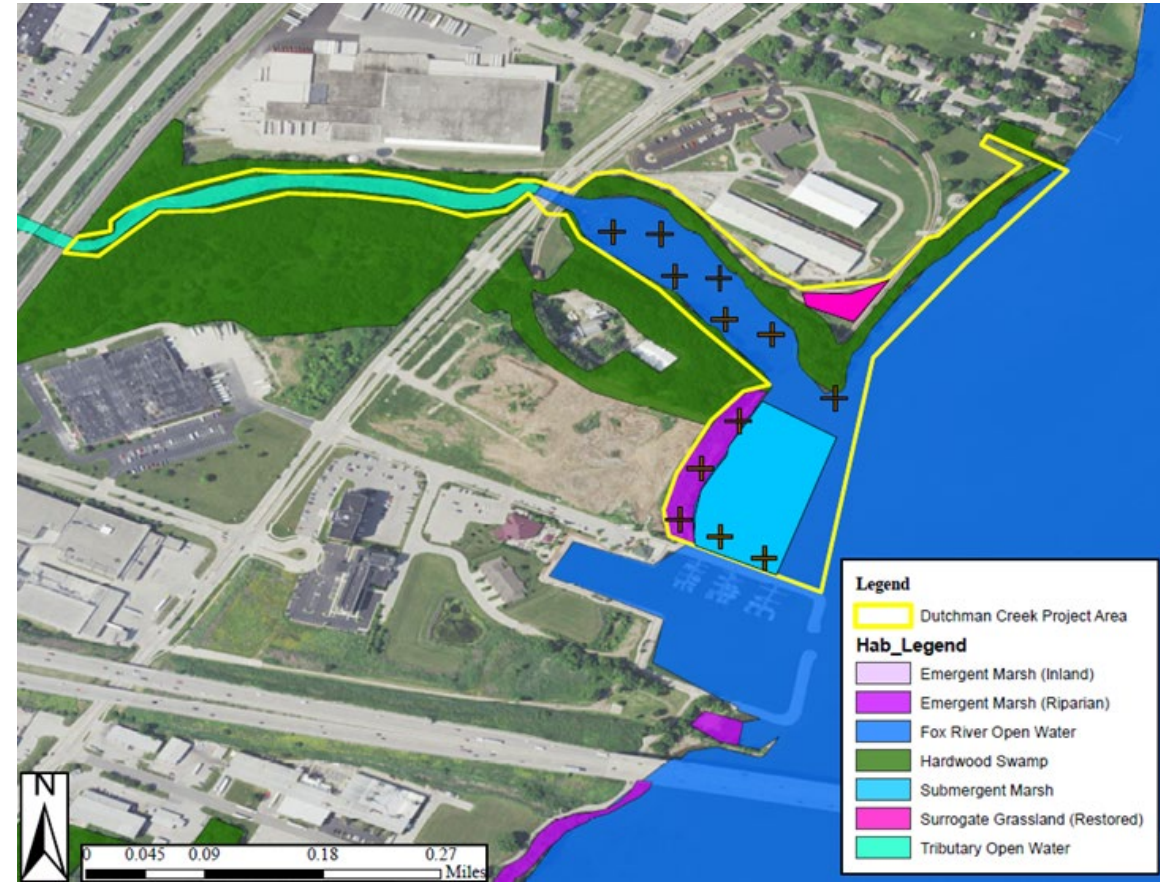 Legend
Dutchman Creek Project Area
Hab_Legend
Emergent Marsh (Inland)
Emergent Marsh (Riparian)
Fox River Open Water
Hardwood Swamp
Submergent Marsh
Surrogate Grassland (Restored)
Tributary Open Water
N
0 0.045 0.09 0.18 0.27
Miles